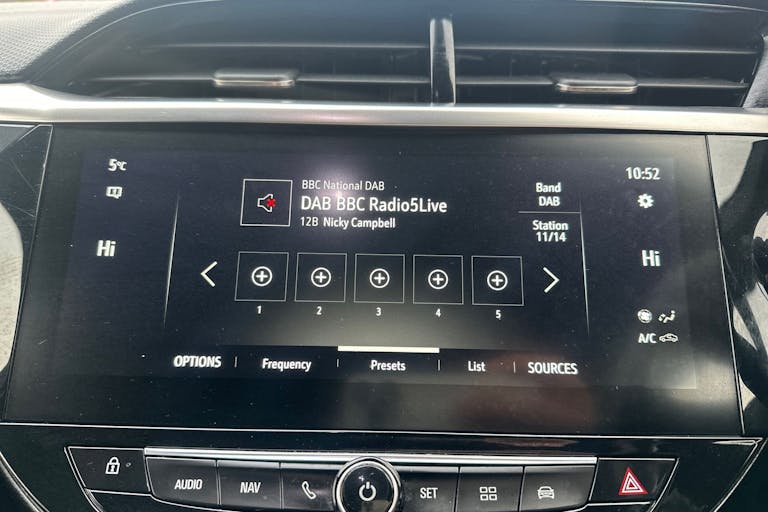 5°C
10:52
BBC National DAB
DAB BBC Radio5Live
12B Nicky Campbell
Band
DAB
Station
11/14
Hi
Hi
1 2 3 4 5
A/C
OPTIONS Frequency Presets List SOURCES
AUDIO NAV SET